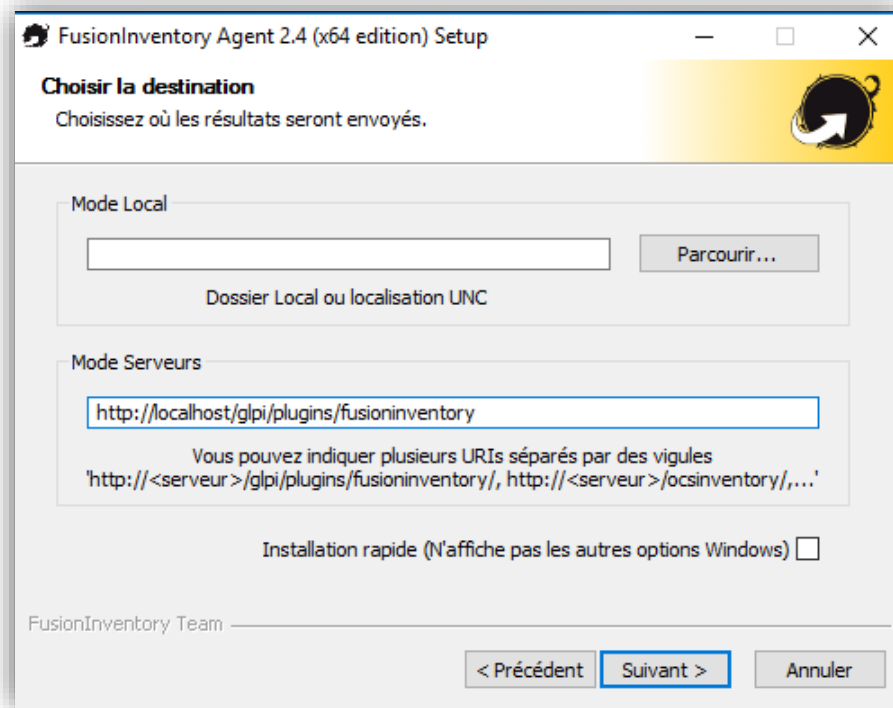 FusionInventory Agent 2.4 (x64 edition) Setup
Choisir la destination
Choisissez où les résultats seront envoyés.
Mode Local
Parcourir...
Dossier Local ou localisation UNC
Mode Serveurs
http://localhost/glpi/plugins/fusioninventory
Vous pouvez indiquer plusieurs URIs séparés par des vigules
'http://<serveur>/glpi/plugins/fusioninventory/, http://<serveur>/ocsinventory/,...'
Installation rapide (N'affiche pas les autres options Windows)
FusionInventory Team
< Précédent Suivant > Annuler